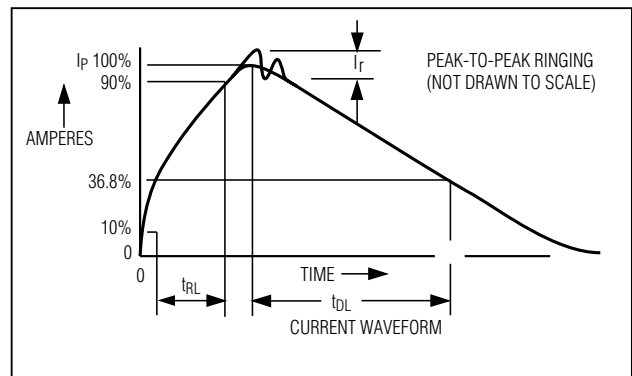 IP 100%
90%
AMPERES
36.8%
10%
0
0
tRL
TIME
tDL
CURRENT WAVEFORM
Ir
PEAK-TO-PEAK RINGING
(NOT DRAWN TO SCALE)